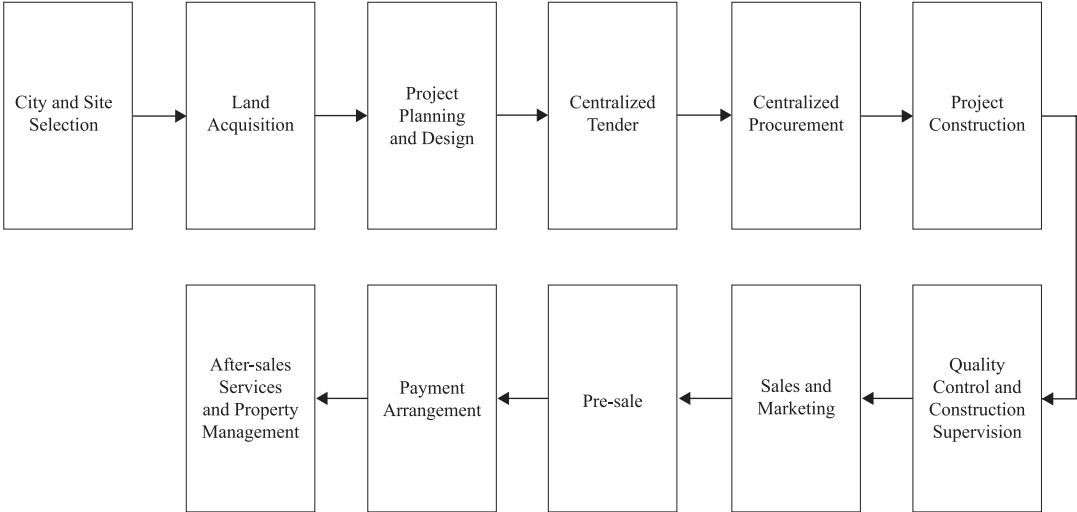 City and Site
Selection
Land
Acquisition
Project
Planning
and Design
Centralized
Tender
Centralized
Procurement
Project
Construction
Quality
Control and
Construction
Supervision
Sales and
Marketing
Pre-sale
Payment
Arrangement
After-sales
Services
and Property
Management